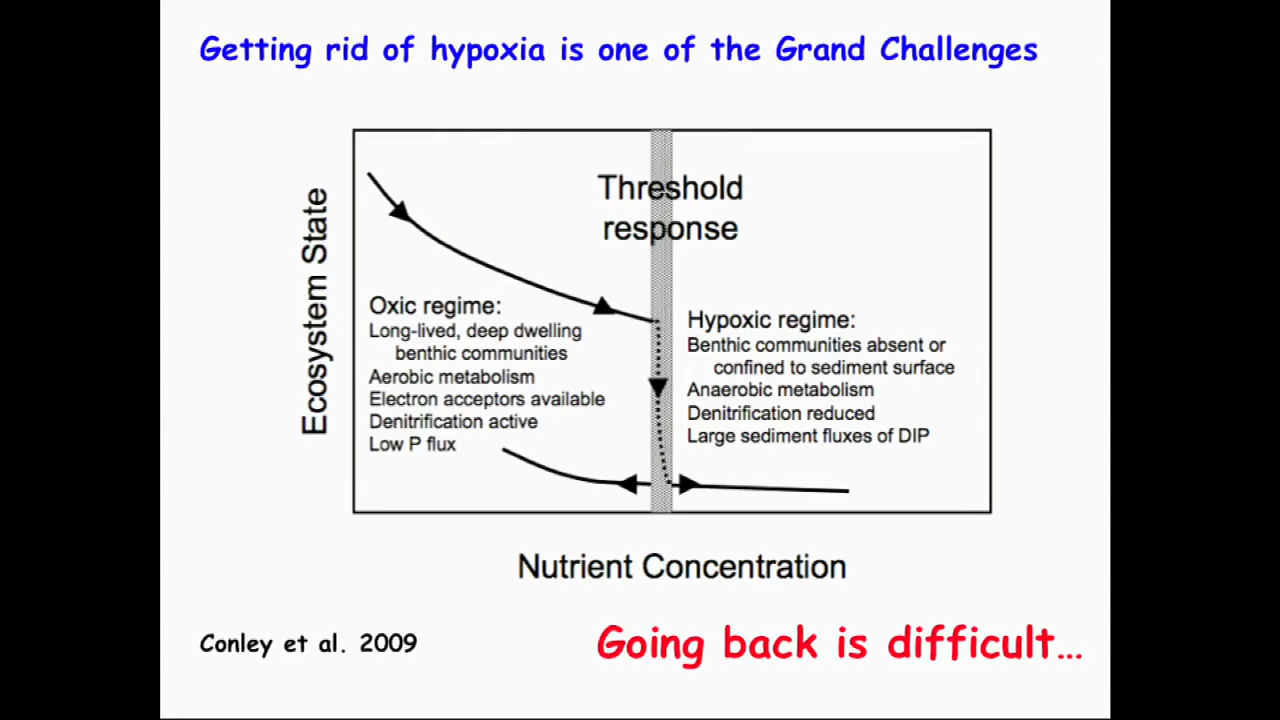 Getting rid of hypoxia is one of the Grand Challenges
Threshold
response
Ecosystem State
Oxic regime:
Long-lived, deep dwelling
benthic communities
Aerobic metabolism
Electron acceptors available
Denitrification active
Low P flux
Hypoxic regime:
Benthic communities absent or
confined to sediment surface
Anaerobic metabolism
Denitrification reduced
Large sediment fluxes of DIP
Nutrient Concentration
Conley et al. 2009
Going back is difficult...